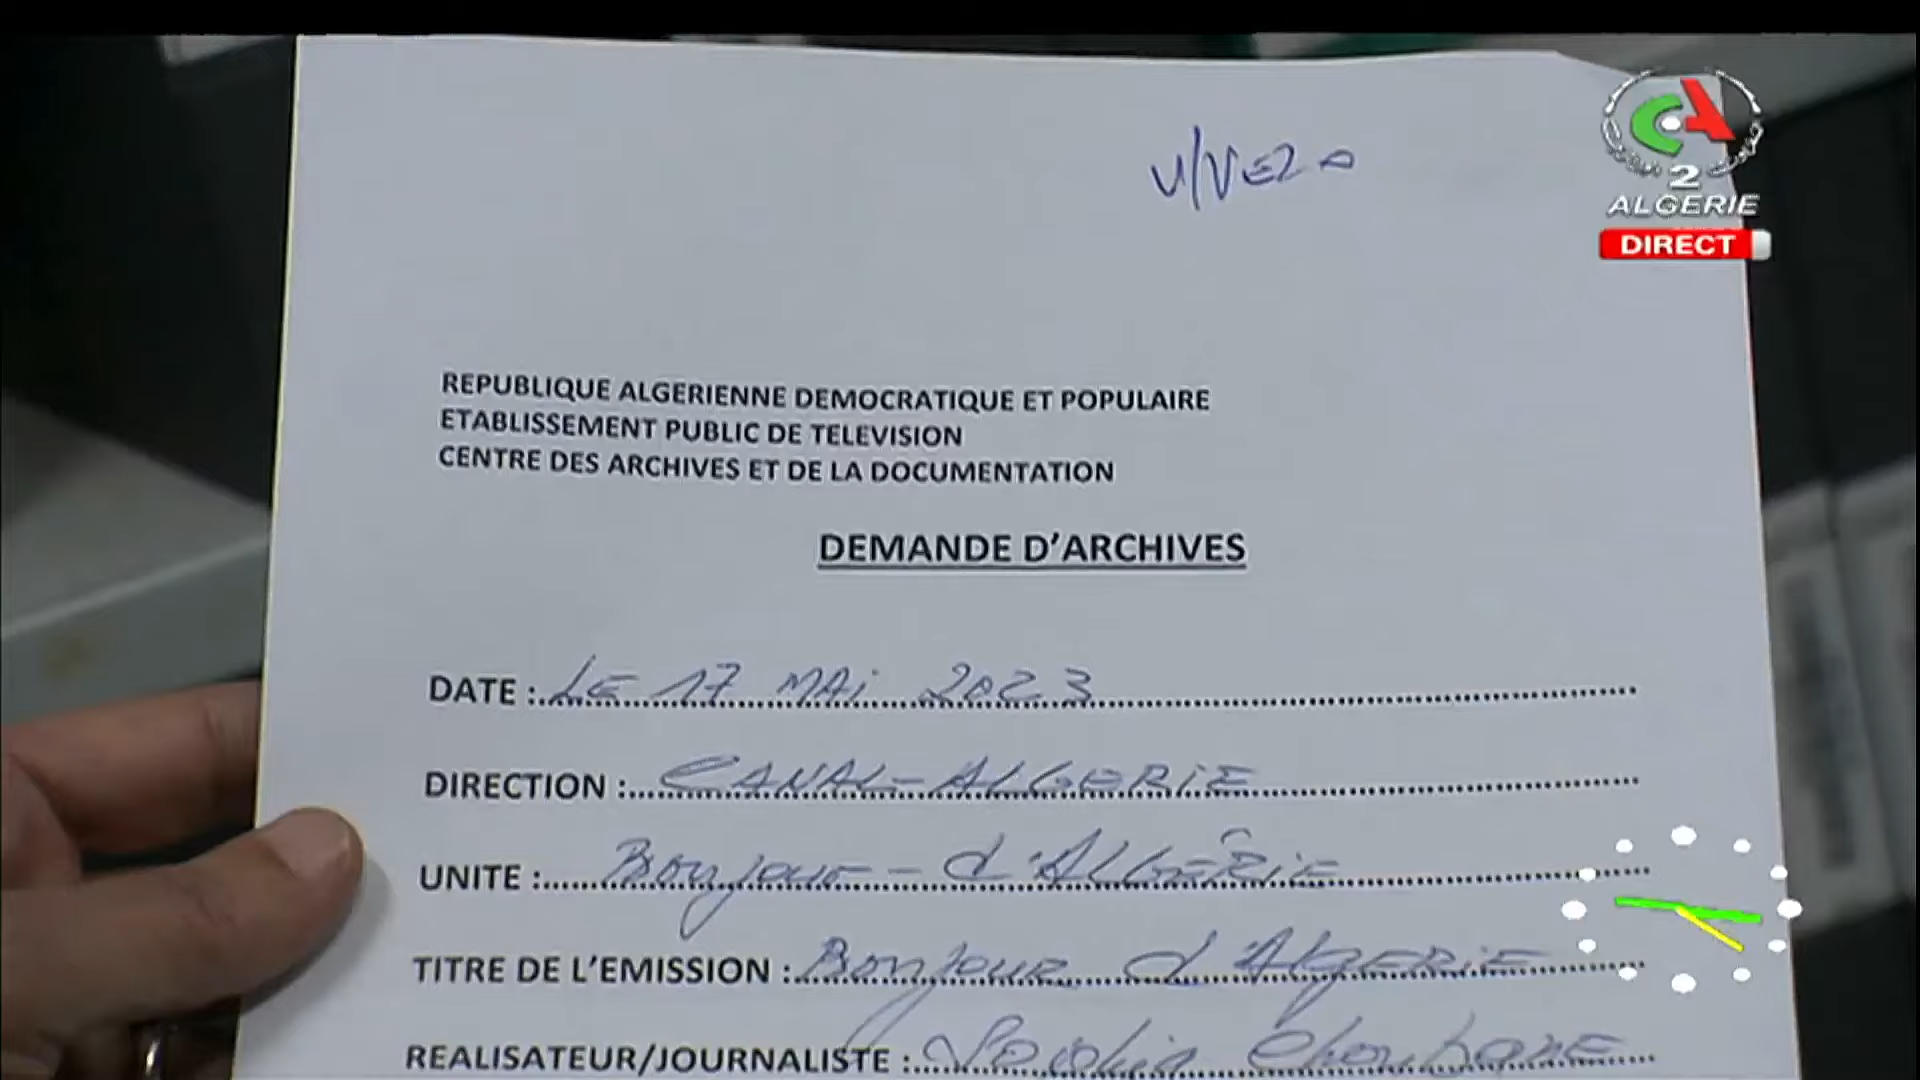 2
ALGERIE
DIRECT
REPUBLIQUE ALGERIENNE DEMOCRATIQUE ET POPULAIRE
ETABLISSEMENT PUBLIC DE TELEVISION
CENTRE DES ARCHIVES ET DE LA DOCUMENTATION
DEMANDE D'ARCHIVES
DATE : LE 17 MAi 2023
DIRECTION : CANAL-ALGERIE
UNITE : Bonjour - d'ALGÉRIE
TITRE DE L'EMISSION : Bonjour d'ALGERIE
REALISATEUR/JOURNALISTE :